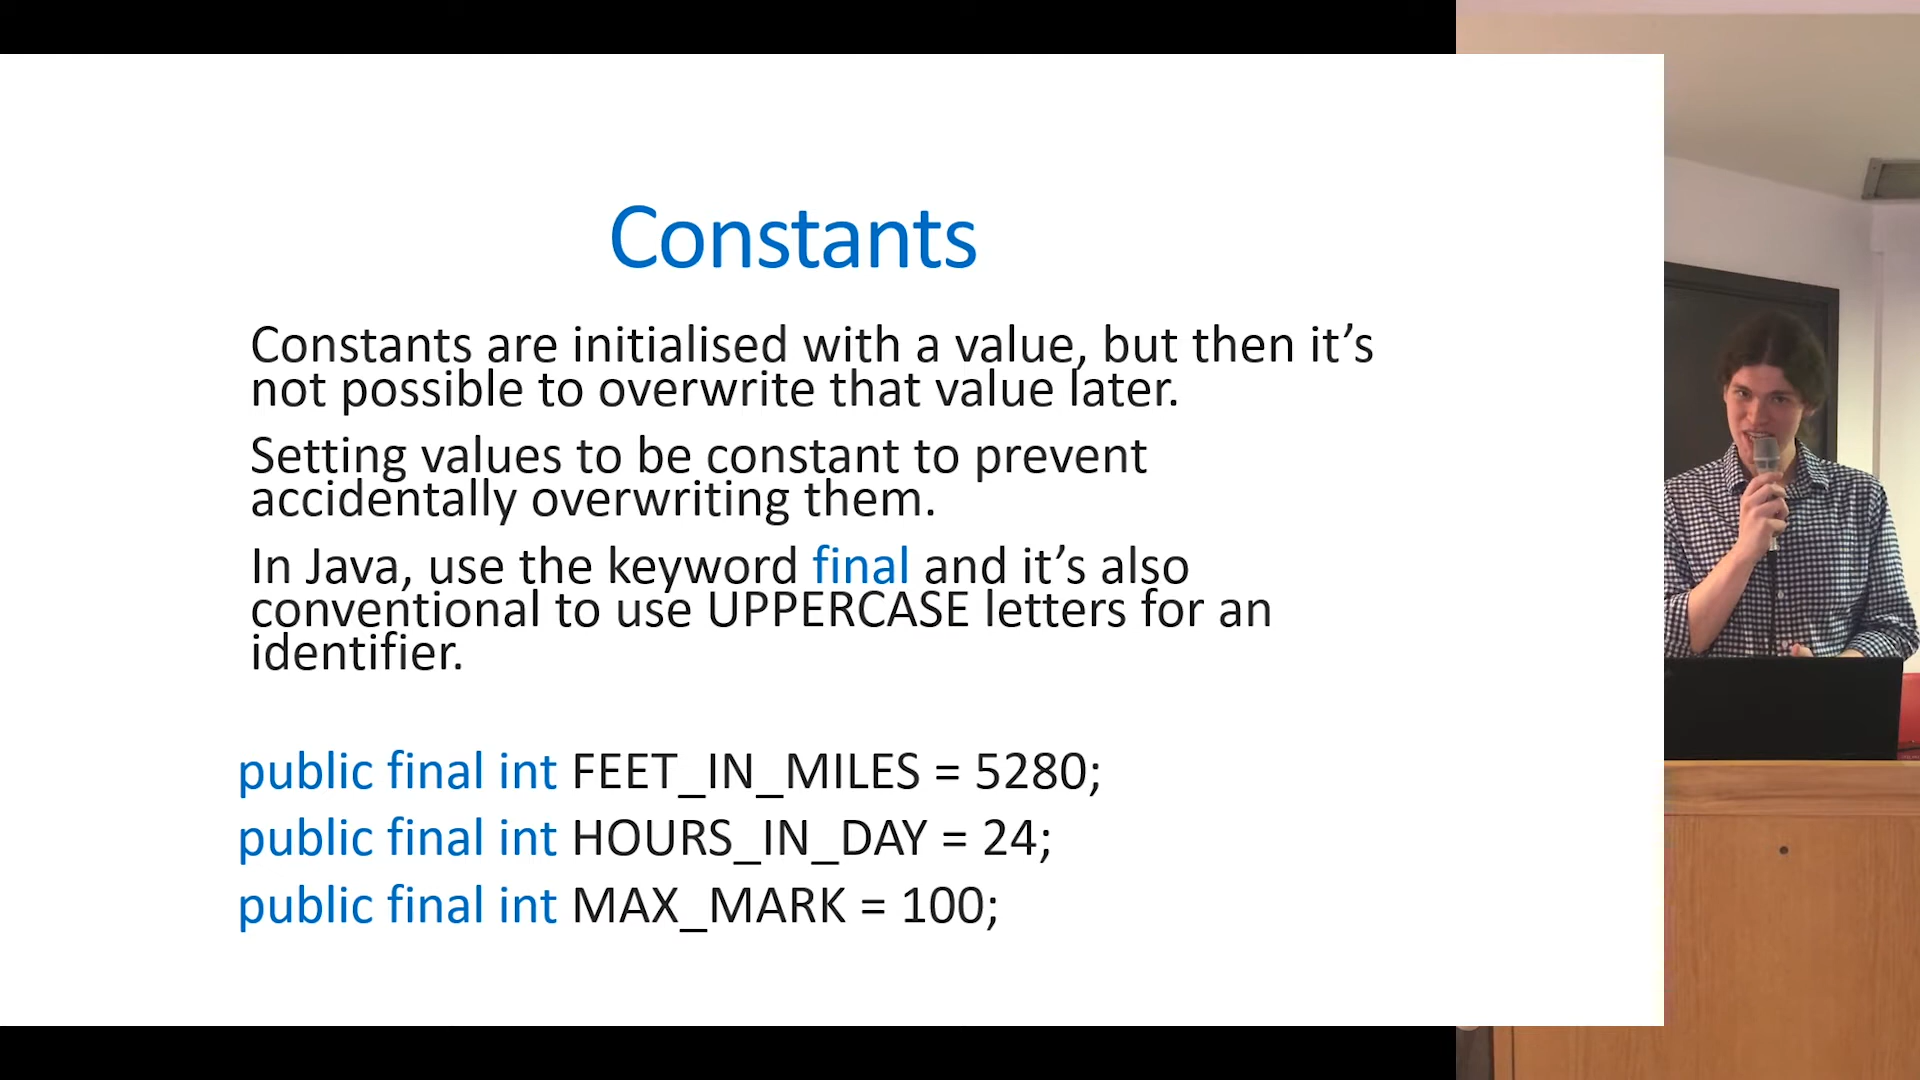 Constants
Constants are initialised with a value, but then it’s
not possible to overwrite that value later.
Setting values to be constant to prevent
accidentally overwriting them.
In Java, use the keyword final and it’s also
conventional to use UPPERCASE letters for an
identifier.
public final int FEET_IN_MILES = 5280;
public final int HOURS_IN_DAY = 24;
public final int MAX_MARK = 100;